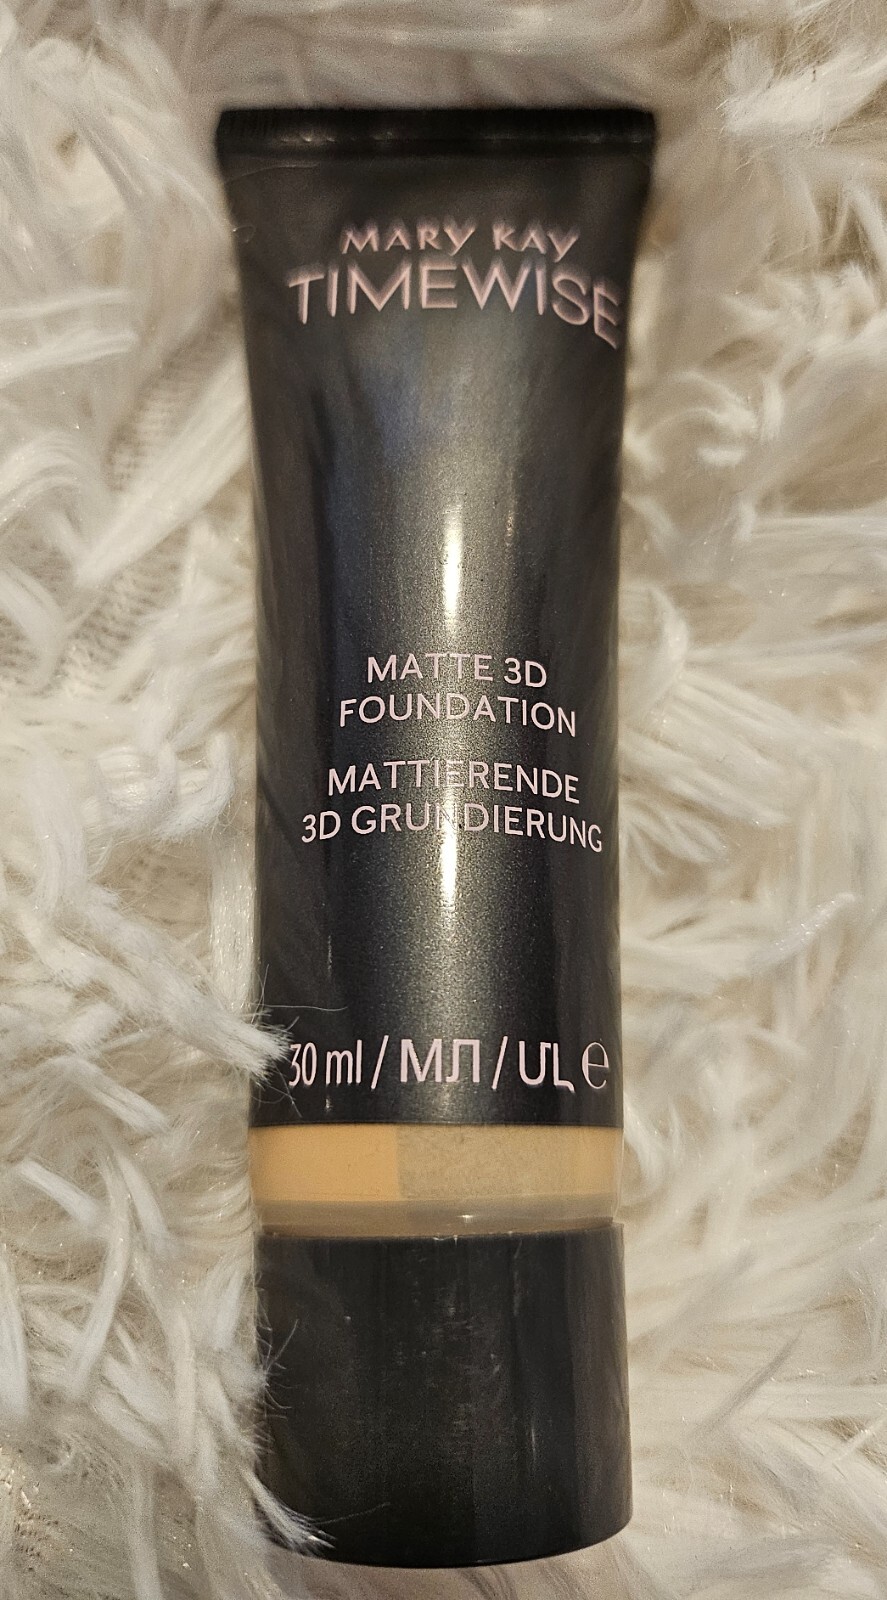 MARY KAY
TIMEWISE
MATTE 3D
FOUNDATION
MATTIERENDE
3D GRUNDIERUNG
30 ml / МЛ / ՄԼ ℮